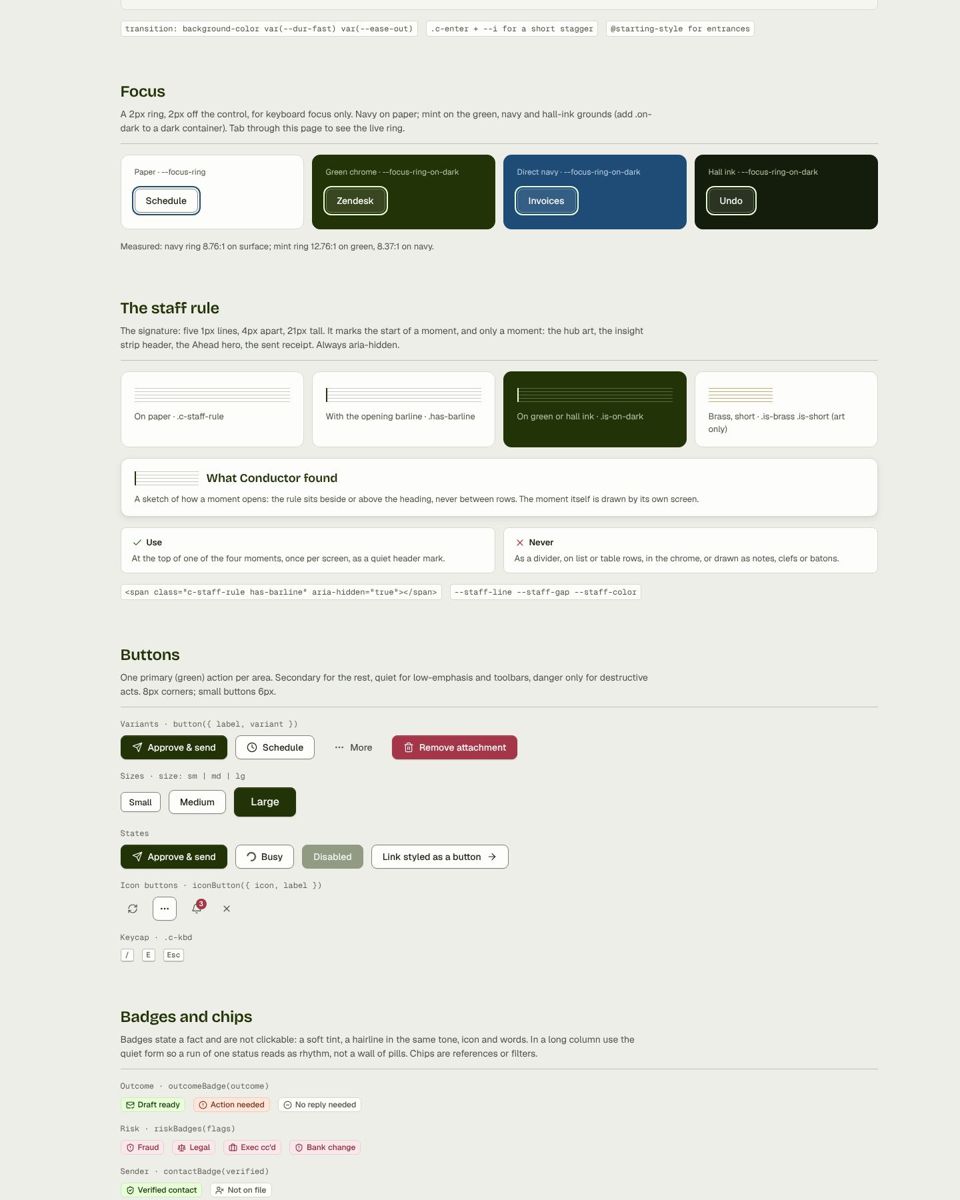 transition: background-color var(--dur-fast) var(--ease-out)
.c-enter + --i for a short stagger
@starting-style for entrances
Focus
A 2px ring, 2px off the control, for keyboard focus only. Navy on paper; mint on the green, navy and hall-ink grounds (add .on-
dark to a dark container). Tab through this page to see the live ring.
Paper · --focus-ring
Schedule
Green chrome · --focus-ring-on-dark
Zendesk
Direct navy · --focus-ring-on-dark
Invoices
Hall ink · --focus-ring-on-dark
Undo
Measured: navy ring 8.76:1 on surface; mint ring 12.76:1 on green, 8.37:1 on navy.
The staff rule
The signature: five 1px lines, 4px apart, 21px tall. It marks the start of a moment, and only a moment: the hub art, the insight
strip header, the Ahead hero, the sent receipt. Always aria-hidden.
On paper · .c-staff-rule
With the opening barline · .has-barline
On green or hall ink · .is-on-dark
Brass, short · .is-brass .is-short (art
only)
What Conductor found
A sketch of how a moment opens: the rule sits beside or above the heading, never between rows. The moment itself is drawn by its own screen.
Use
At the top of one of the four moments, once per screen, as a quiet header mark.
Never
As a divider, on list or table rows, in the chrome, or drawn as notes, clefs or batons.
<span class="c-staff-rule has-barline" aria-hidden="true"></span>
--staff-line --staff-gap --staff-color
Buttons
One primary (green) action per area. Secondary for the rest, quiet for low-emphasis and toolbars, danger only for destructive
acts. 8px corners; small buttons 6px.
Variants · button({ label, variant })
Approve & send
Schedule
More
Remove attachment
Sizes · size: sm | md | lg
Small
Medium
Large
States
Approve & send
Busy
Disabled
Link styled as a button
Icon buttons · iconButton({ icon, label })
3
Keycap · .c-kbd
/
E
Esc
Badges and chips
Badges state a fact and are not clickable: a soft tint, a hairline in the same tone, icon and words. In a long column use the
quiet form so a run of one status reads as rhythm, not a wall of pills. Chips are references or filters.
Outcome · outcomeBadge(outcome)
Draft ready
Action needed
No reply needed
Risk · riskBadges(flags)
Fraud
Legal
Exec cc'd
Bank change
Sender · contactBadge(verified)
Verified contact
Not on file